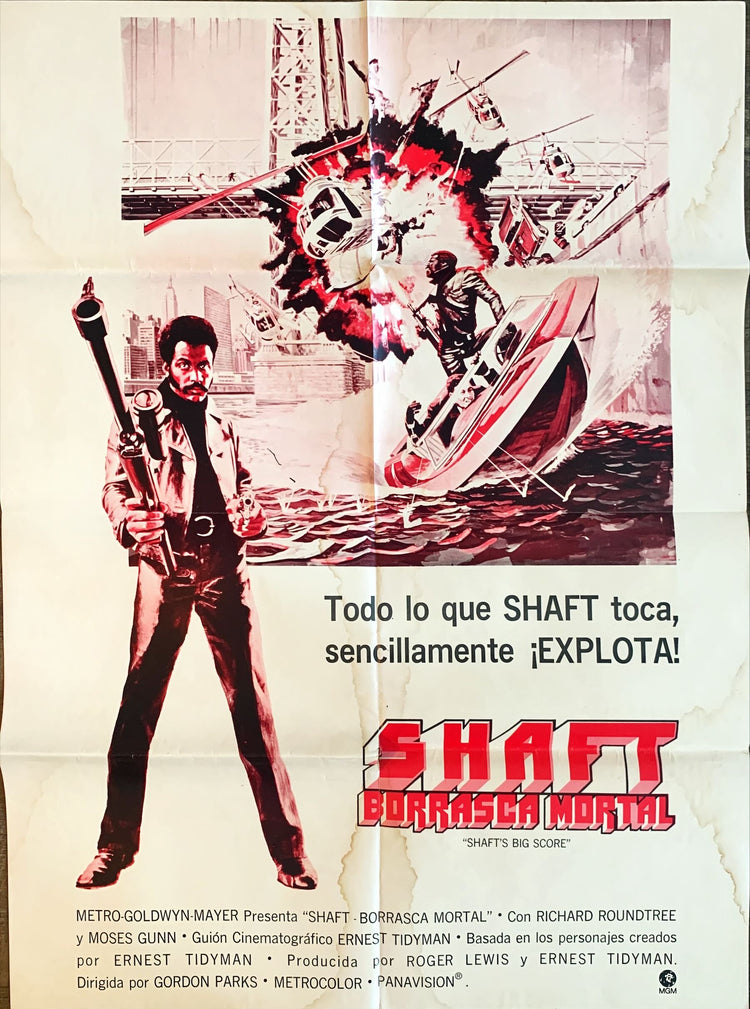 Todo lo que SHAFT toca,
sencillamente ¡EXPLOTA!
SHAFT
BORRASCA MORTAL
“SHAFT'S BIG SCORE”
METRO-GOLDWYN-MAYER Presenta “SHAFT - BORRASCA MORTAL” • Con RICHARD ROUNDTREE
y MOSES GUNN • Guión Cinematográfico ERNEST TIDYMAN • Basada en los personajes creados
por ERNEST TIDYMAN • Producida por ROGER LEWIS y ERNEST TIDYMAN.
Dirigida por GORDON PARKS • METROCOLOR • PANAVISION®.
MGM